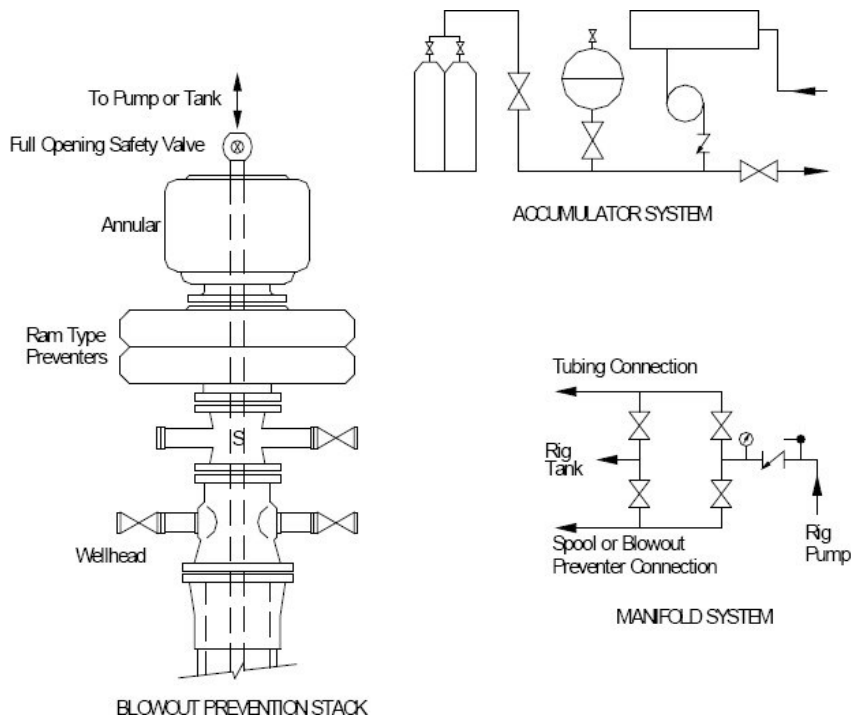 To Pump or Tank
Full Opening Safety Valve
X
Annular
Ram Type
Preventers
S
Wellhead
BLOWOUT PREVENTION STACK
ACCUMULATOR SYSTEM
Tubing Connection
Rig
Tank
Spool or Blowout
Preventer Connection
Rig
Pump
MANIFOLD SYSTEM